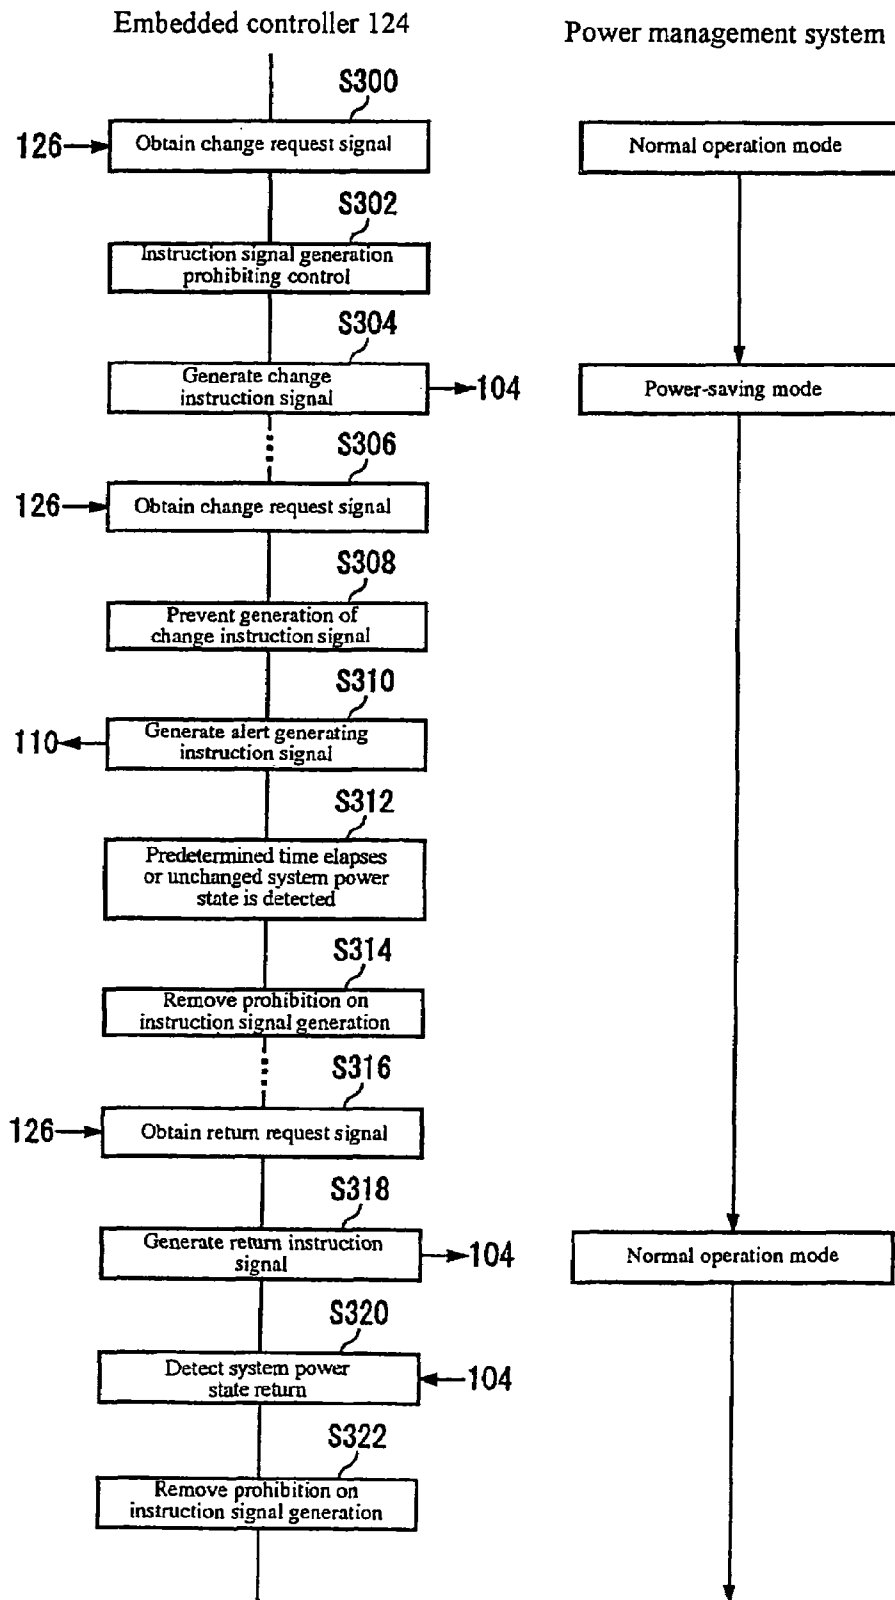 Embedded controller 124
Power management system
S300
126
Obtain change request signal
Normal operation mode
S302
Instruction signal generation
prohibiting control
S304
Generate change
instruction signal
104
Power-saving mode
S306
126
Obtain change request signal
S308
Prevent generation of
change instruction signal
S310
110
Generate alert generating
instruction signal
S312
Predetermined time elapses
or unchanged system power
state is detected
S314
Remove prohibition on
instruction signal generation
S316
126
Obtain return request signal
S318
Generate return instruction
signal
104
Normal operation mode
S320
Detect system power
state return
104
S322
Remove prohibition on
instruction signal generation